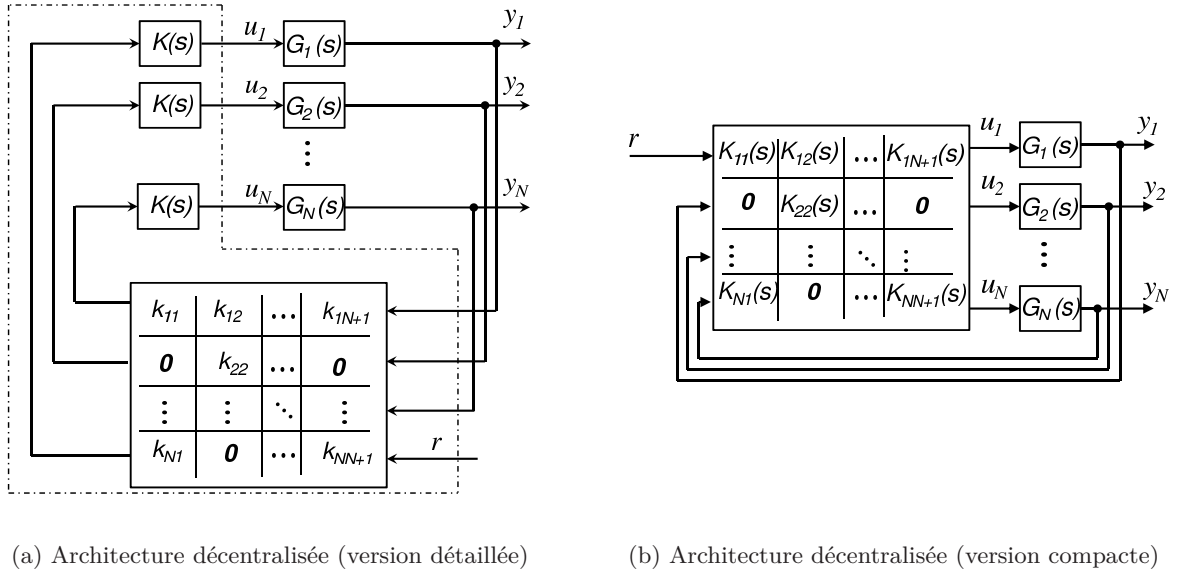 K(s) u1 G1(s) y1
K(s) u2 G2(s) y2
⋮
K(s) uN GN(s) yN
k11 k12 ... k1N+1
0 k22 ... 0
⋮ ⋮ ⋱ ⋮
kN1 0 ... kNN+1 r
(a) Architecture décentralisée (version détaillée)
r K11(s) K12(s) ... K1N+1(s) u1 G1(s) y1
0 K22(s) ... 0 u2 G2(s) y2
⋮ ⋮ ⋱ ⋮ ⋮
KN1(s) 0 ... KNN+1(s) uN GN(s) yN
(b) Architecture décentralisée (version compacte)